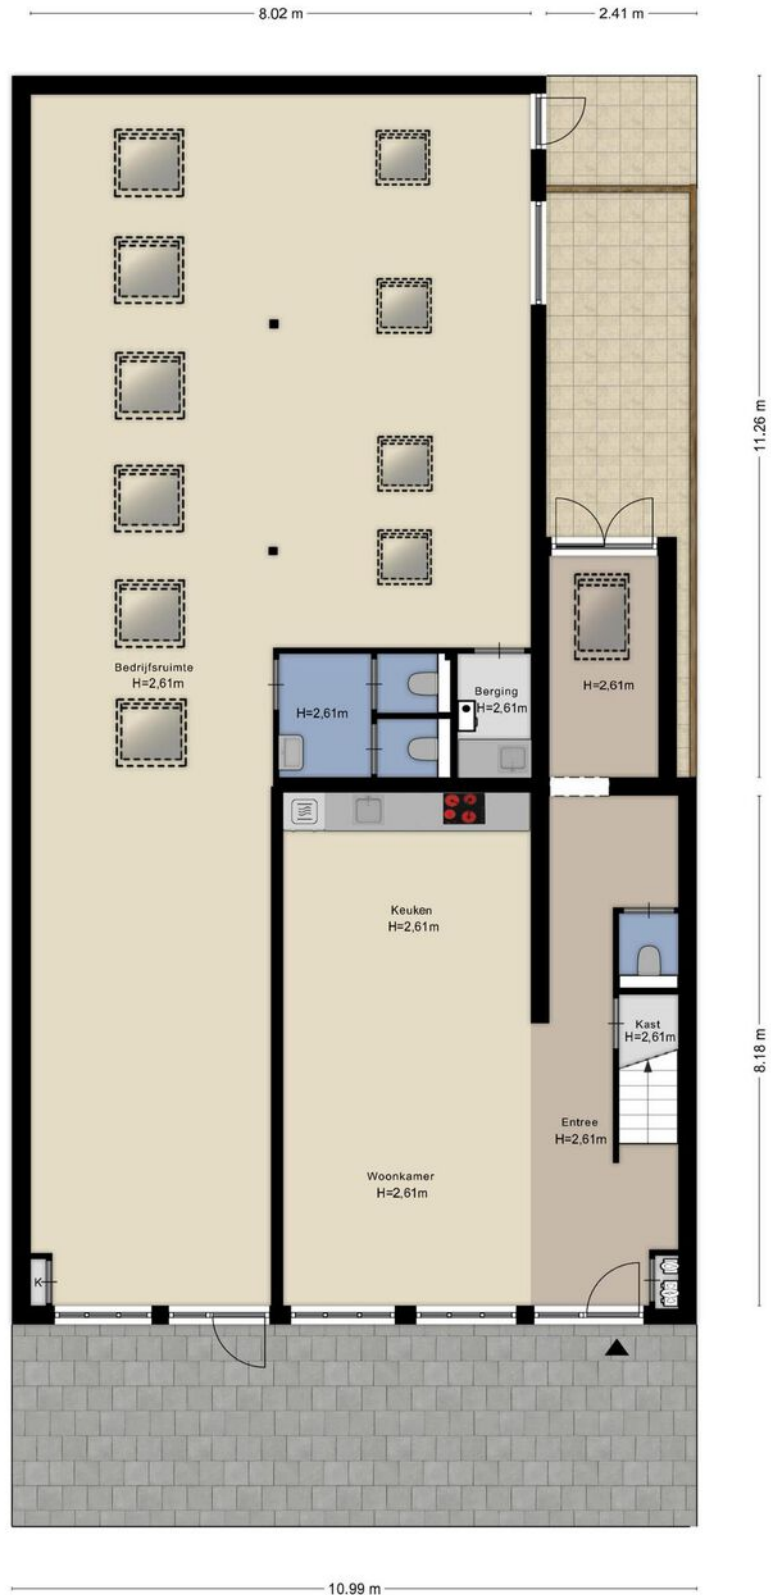 8.02 m
2.41 m
11.26 m
Bedrijfsruimte
H=2,61m
H=2,61m
Berging
H=2,61m
H=2,61m
Keuken
H=2,61m
Kast
H=2,61m
Entree
H=2,61m
8.18 m
Woonkamer
H=2,61m
K
10.99 m